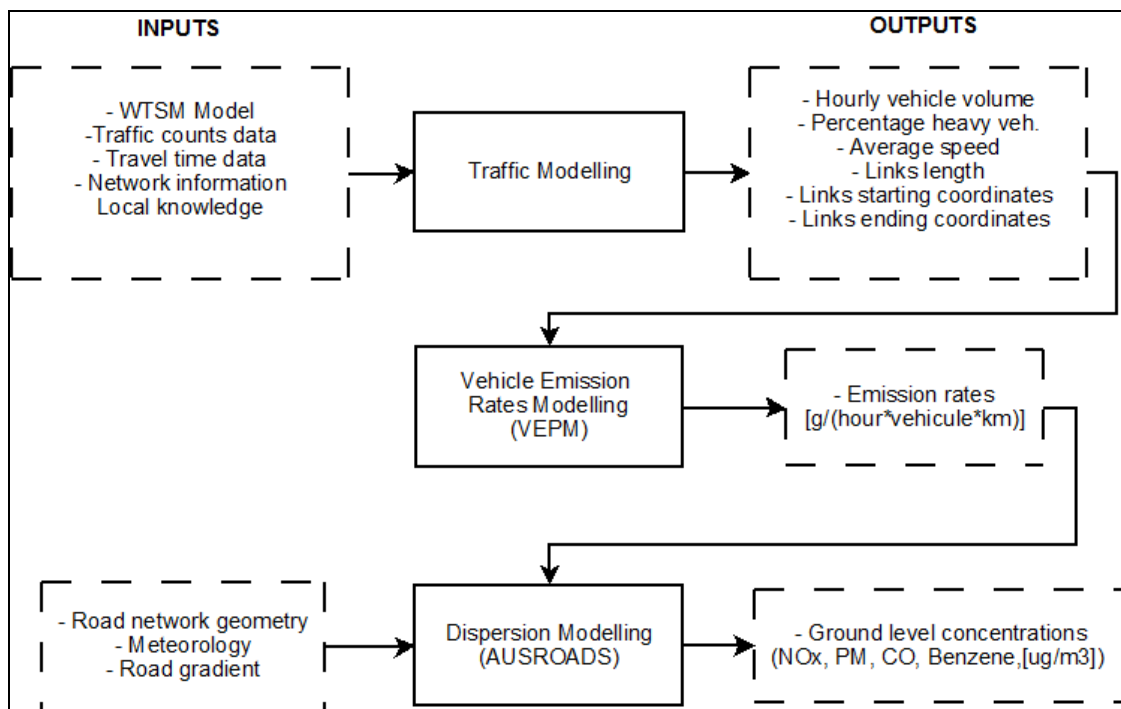 INPUTS
OUTPUTS
- WTSM Model
-Traffic counts data
- Travel time data
- Network information
Local knowledge
Traffic Modelling
- Hourly vehicle volume
- Percentage heavy veh.
- Average speed
- Links length
- Links starting coordinates
- Links ending coordinates
Vehicle Emission
Rates Modelling
(VEPM)
- Emission rates
[g/(hour*vehicule*km)]
- Road network geometry
- Meteorology
- Road gradient
Dispersion Modelling
(AUSROADS)
- Ground level concentrations
(NOx, PM, CO, Benzene,[ug/m3])